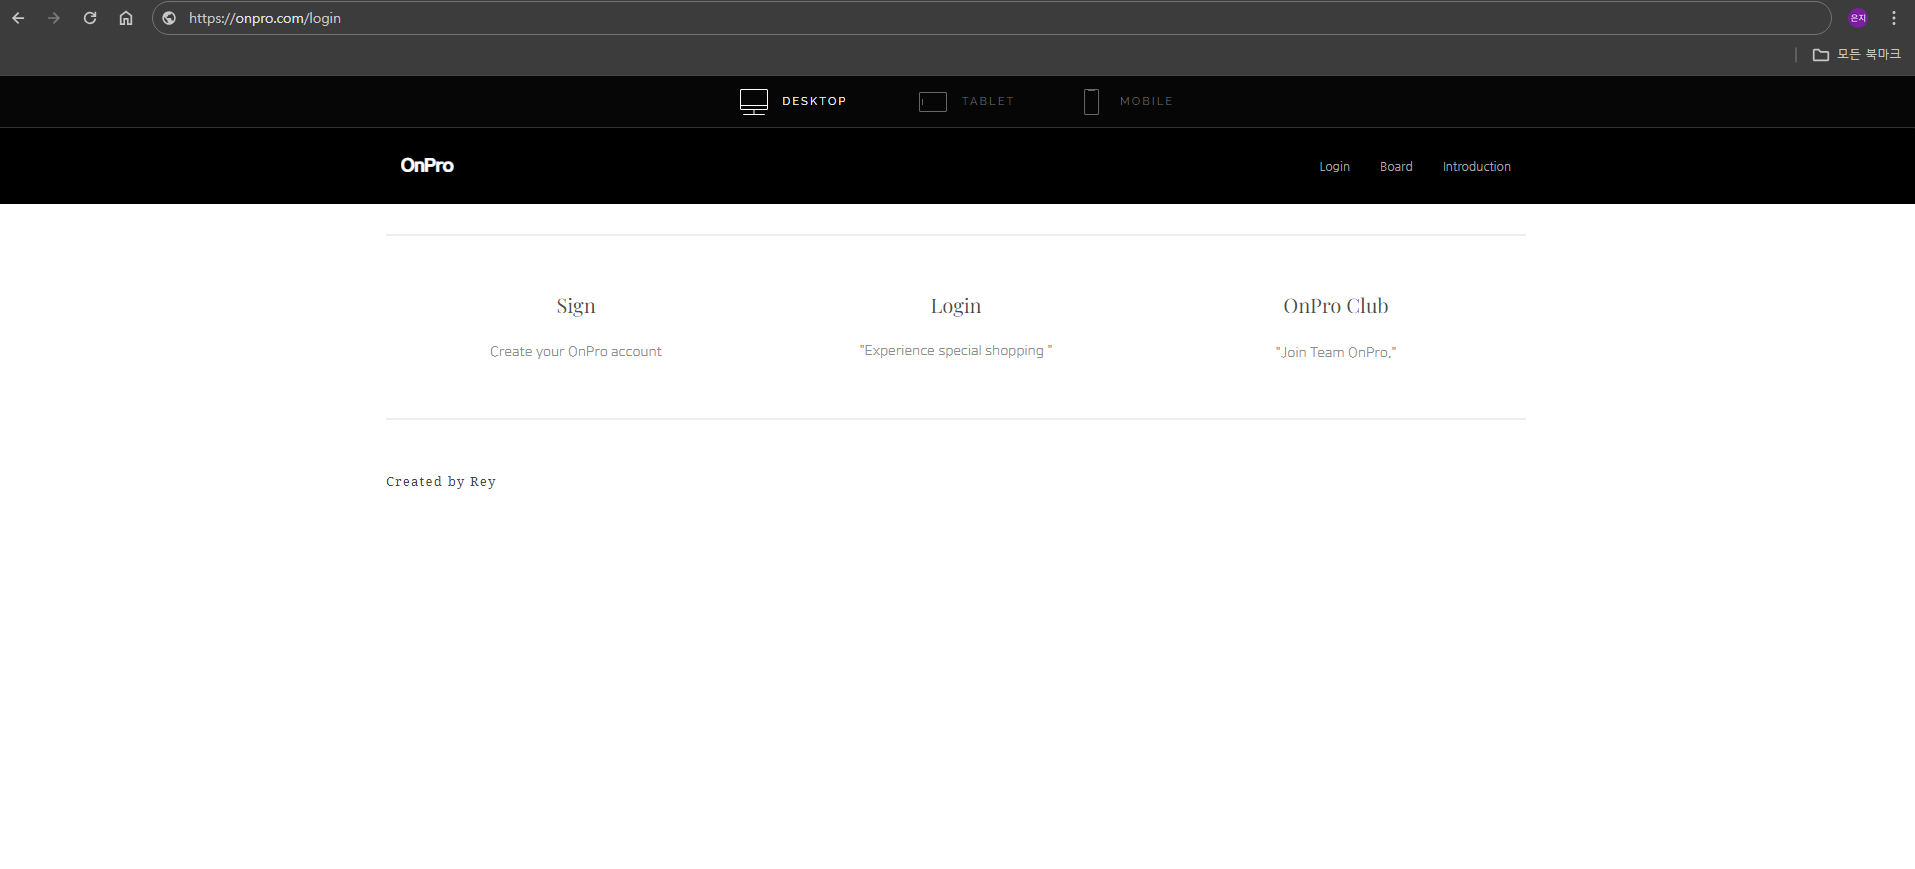 https://onpro.com/login
은지
모든 북마크
DESKTOP
TABLET
MOBILE
OnPro
Login
Board
Introduction
Sign
Create your OnPro account
Login
"Experience special shopping "
OnPro Club
"Join Team OnPro."
Created by Rey